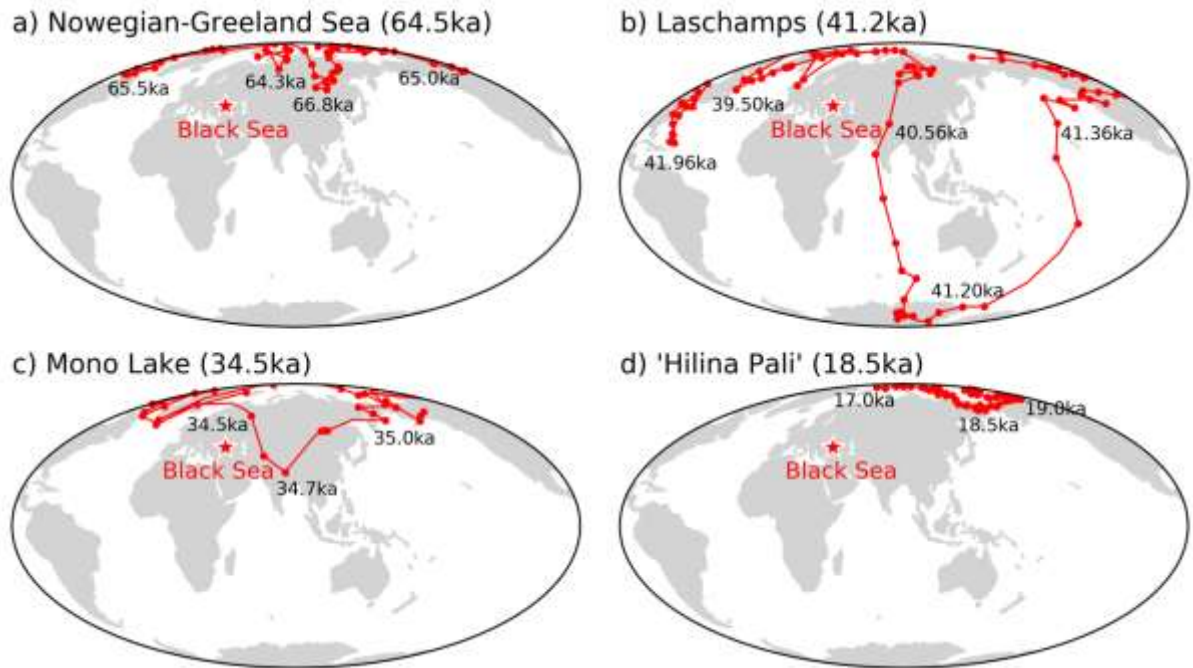 a) Nowegian-Greeland Sea (64.5ka)
65.5ka
64.3ka
66.8ka
65.0ka
Black Sea
b) Laschamps (41.2ka)
39.50ka
41.96ka
Black Sea
40.56ka
41.36ka
41.20ka
c) Mono Lake (34.5ka)
34.5ka
35.0ka
Black Sea
34.7ka
d) 'Hilina Pali' (18.5ka)
17.0ka
18.5ka
19.0ka
Black Sea